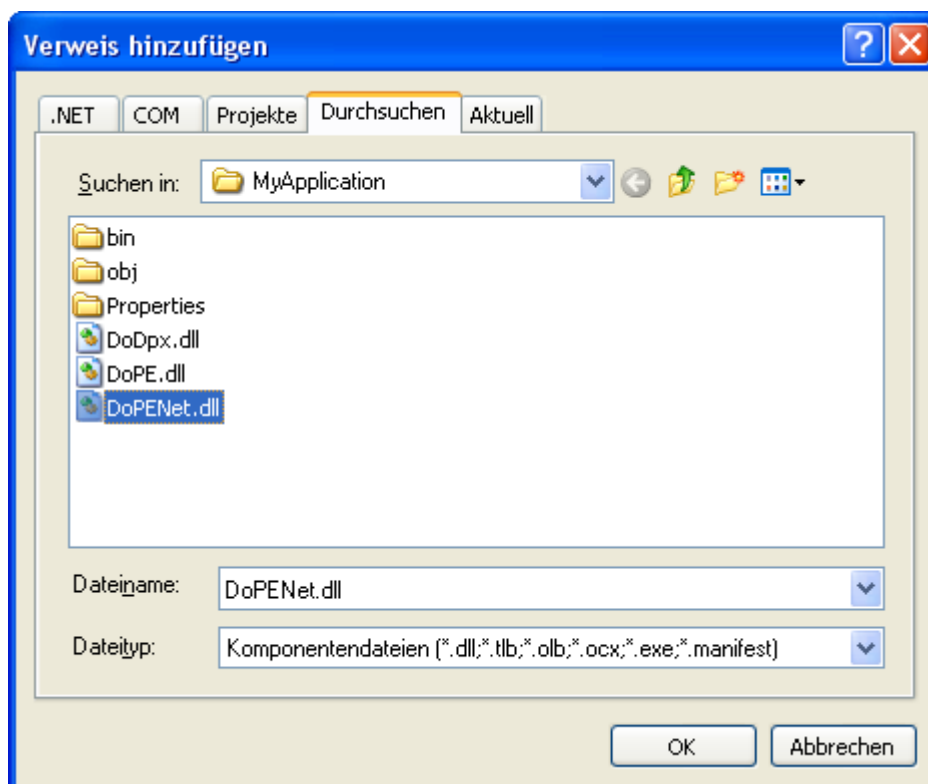 Verweis hinzufügen
.NET COM Projekte Durchsuchen Aktuell
Suchen in: MyApplication
bin
obj
Properties
DoDpx.dll
DoPE.dll
DoPENet.dll
Dateiname: DoPENet.dll
Dateityp: Komponentendateien (*.dll;*.tlb;*.olb;*.ocx;*.exe;*.manifest)
OK Abbrechen